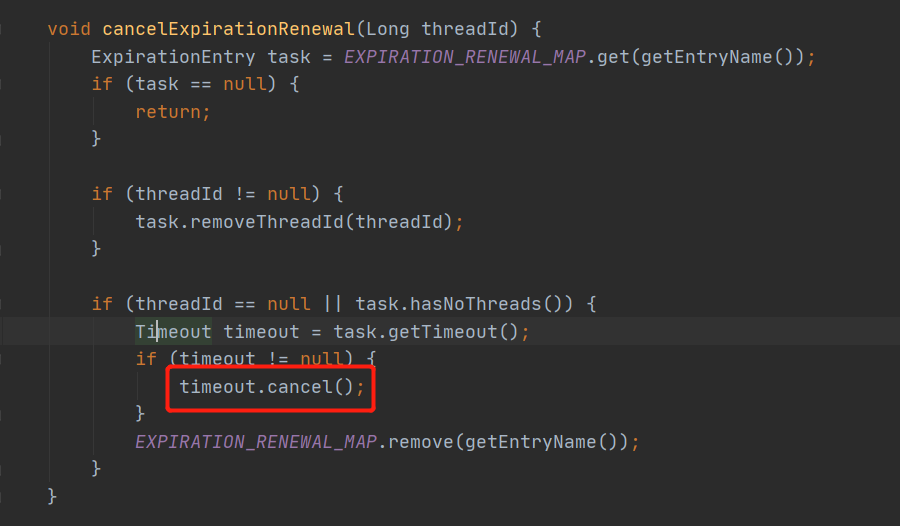 void cancelExpirationRenewal(Long threadId) {
ExpirationEntry task = EXPIRATION_RENEWAL_MAP.get(getEntryName());
if (task == null) {
return;
}
if (threadId != null) {
task.removeThreadId(threadId);
}
if (threadId == null || task.hasNoThreads()) {
Timeout timeout = task.getTimeout();
if (timeout != null) {
timeout.cancel();
}
EXPIRATION_RENEWAL_MAP.remove(getEntryName());
}
}